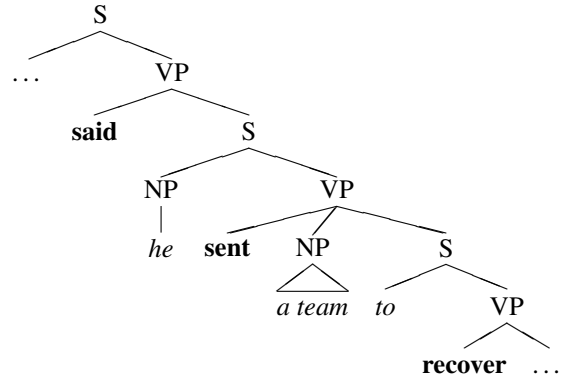 S
... VP
said S
NP VP
he sent NP S
a team to VP
recover ...